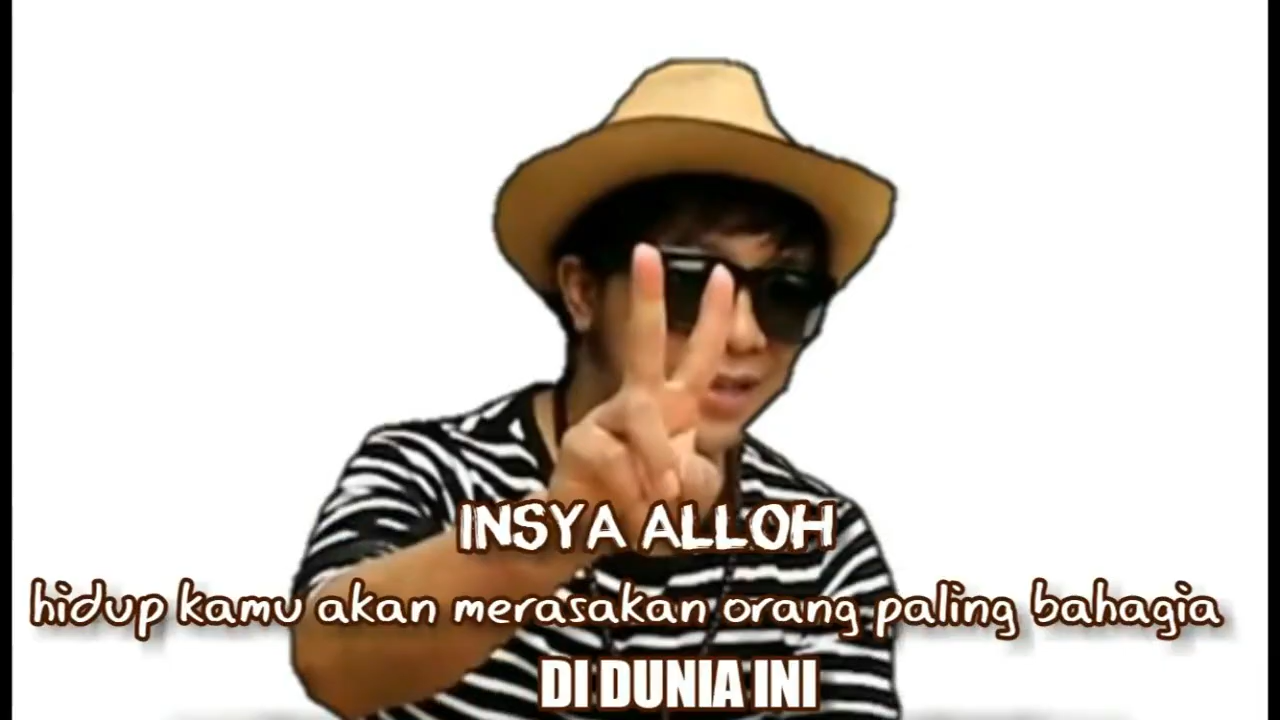 INSYA ALLOH
hidup kamu akan merasakan orang paling bahagia
DI DUNIA INI